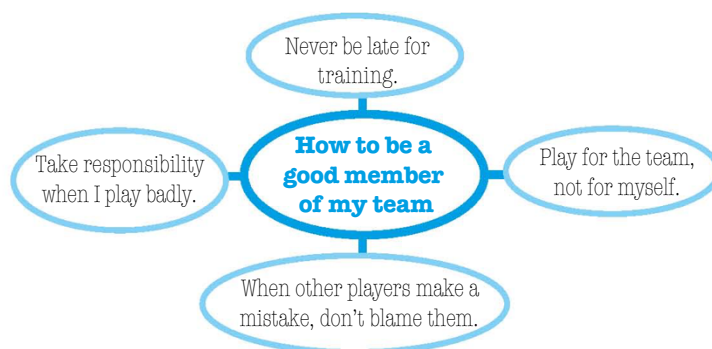 Never be late for
training.
Take responsibility
when I play badly.
How to be a
good member
of my team
Play for the team,
not for myself.
When other players make a
mistake, don't blame them.